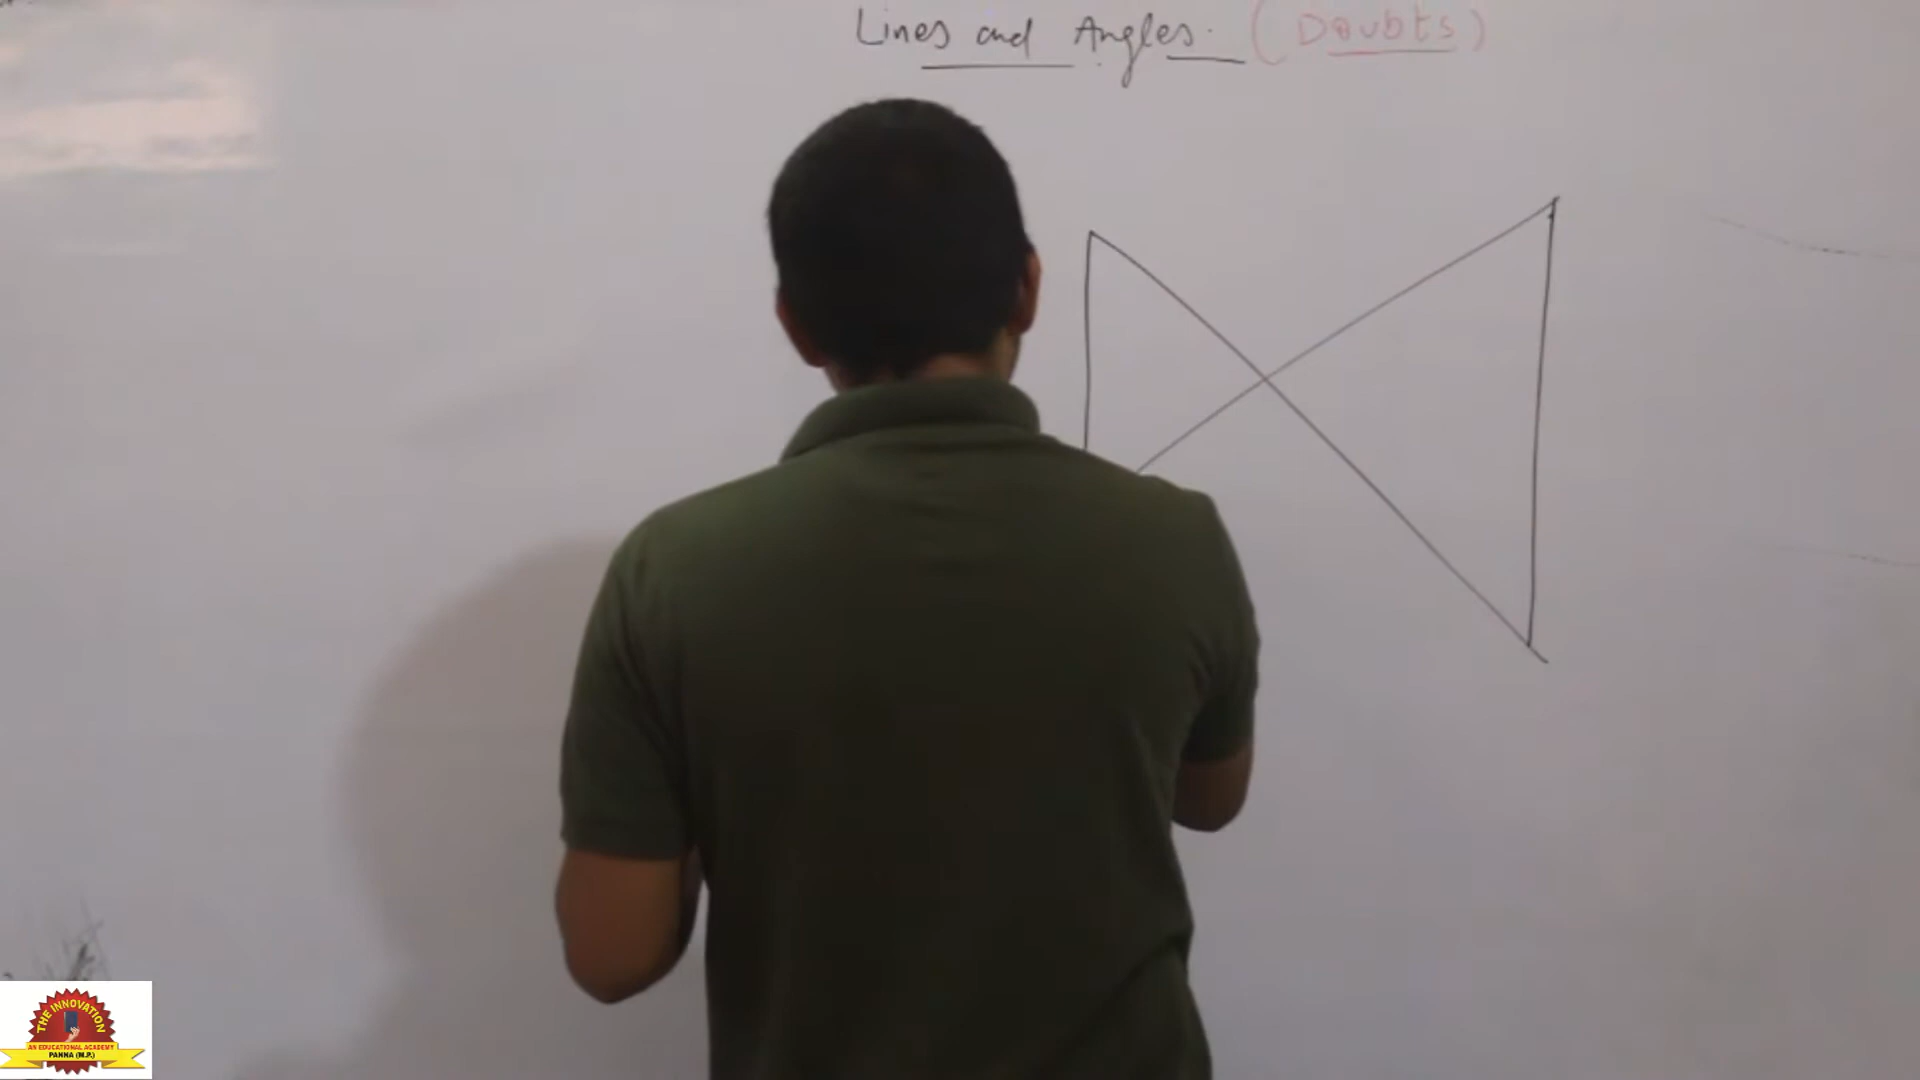 Lines and Angles. (Doubts)
THE INNOVATION
AN EDUCATIONAL ACADEMY
PANNA (M.P.)